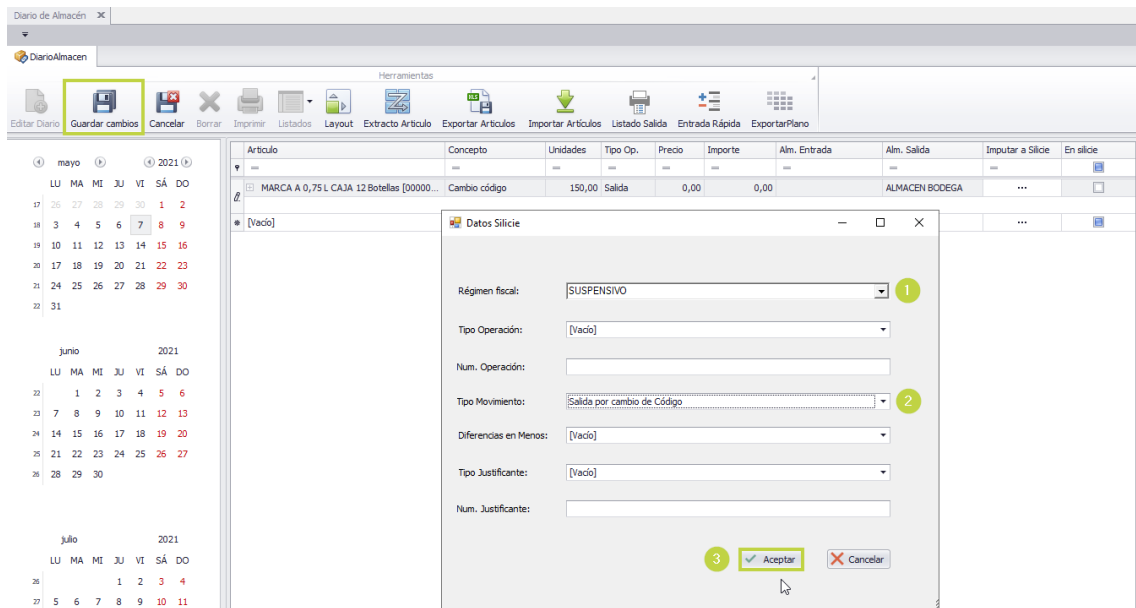 Diario de Almacén
DiarioAlmacen
Herramientas
Editar Diario Guardar cambios Cancelar Borrar Imprimir Listados Layout Extracto Articulo Exportar Articulos Importar Artículos Listado Salida Entrada Rápida ExportarPlano
mayo 2021
LU MA MI JU VI SÁ DO
17 26 27 28 29 30 1 2
18 3 4 5 6 7 8 9
19 10 11 12 13 14 15 16
20 17 18 19 20 21 22 23
21 24 25 26 27 28 29 30
22 31
junio 2021
LU MA MI JU VI SÁ DO
22 1 2 3 4 5 6
23 7 8 9 10 11 12 13
24 14 15 16 17 18 19 20
25 21 22 23 24 25 26 27
26 28 29 30
julio 2021
LU MA MI JU VI SÁ DO
26 1 2 3 4
27 5 6 7 8 9 10 11
Articulo Concepto Unidades Tipo Op. Precio Importe Alm. Entrada Alm. Salida Imputar a Silicie En silicie
= = = = = = = = =
MARCA A 0,75 L CAJA 12 Botellas [00000... Cambio código 150,00 Salida 0,00 0,00 ALMACEN BODEGA ...
[Vacío] ...
Datos Silicie
Régimen fiscal: SUSPENSIVO 1
Tipo Operación: [Vacío]
Num. Operación:
Tipo Movimiento: Salida por cambio de Código 2
Diferencias en Menos: [Vacío]
Tipo Justificante: [Vacío]
Num. Justificante:
3 Aceptar Cancelar